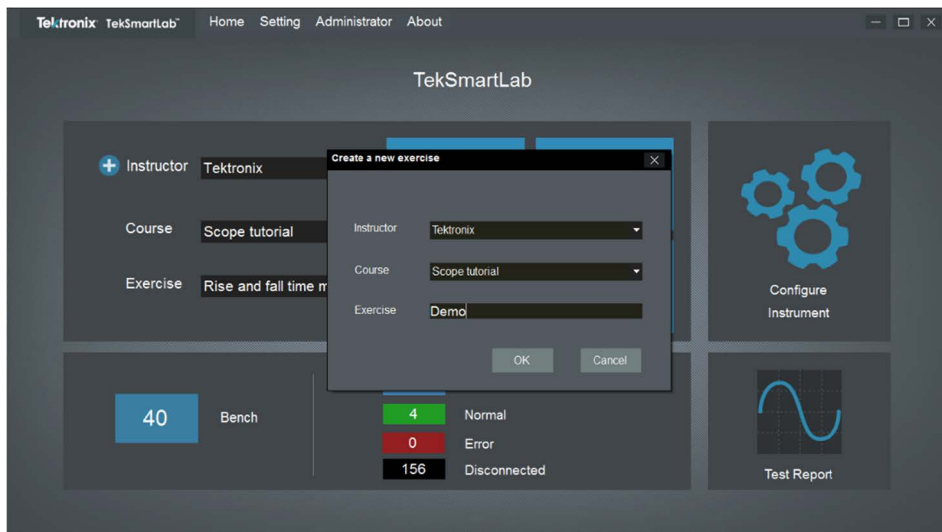 Tektronix TekSmartLab™ Home Setting Administrator About
TekSmartLab
Create a new exercise
Instructor Tektronix
Course Scope tutorial
Exercise Rise and fall time m
Instructor Tektronix
Course Scope tutorial
Exercise Demo
OK Cancel
Configure
Instrument
40 Bench
4 Normal
0 Error
156 Disconnected
Test Report